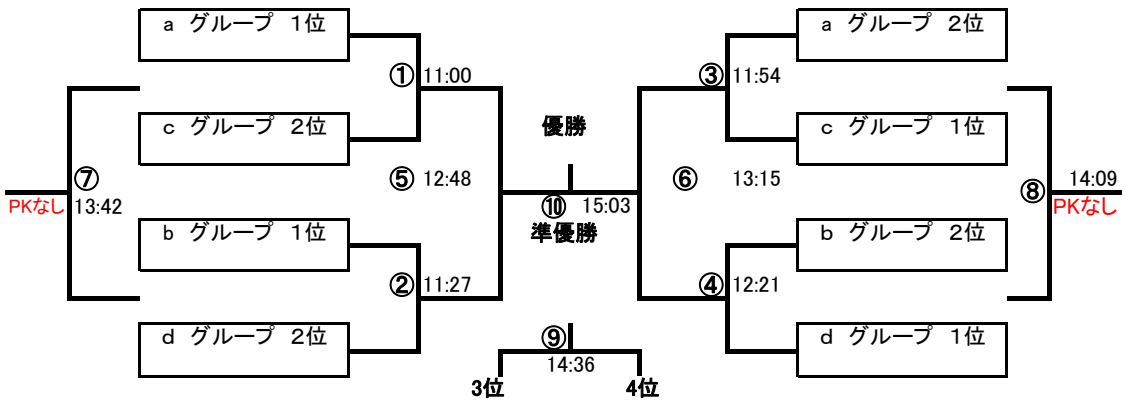 a グループ 1位
a グループ 2位
① 11:00
③ 11:54
c グループ 2位
優勝
c グループ 1位
⑦
⑤ 12:48
⑥ 13:15
⑧ 14:09
PKなし 13:42
⑩ 15:03
PKなし
b グループ 1位
準優勝
b グループ 2位
② 11:27
④ 12:21
d グループ 2位
⑨
d グループ 1位
14:36
3位
4位